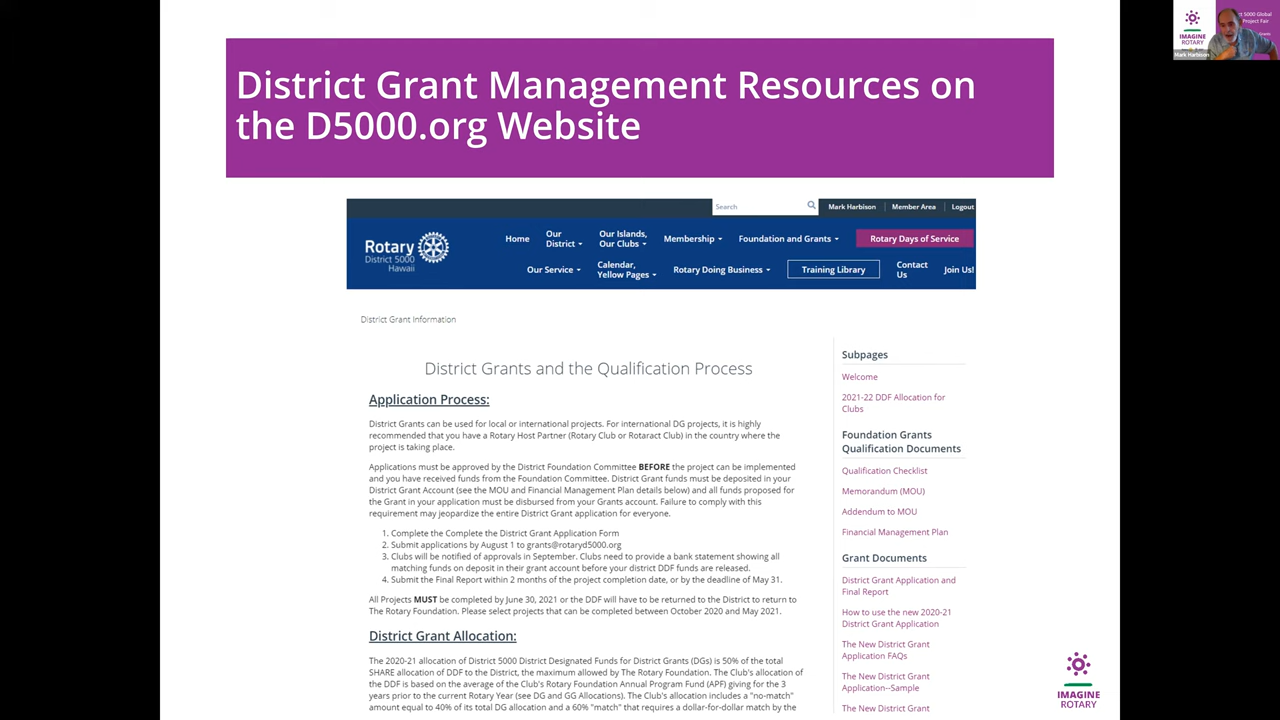 District Grant Management Resources on
the D5000.org Website
Search
Mark Harbison
Member Area
Logout
Rotary
District 5000
Hawaii
Home
Our
District
Our Islands,
Our Clubs
Membership
Foundation and Grants
Rotary Days of Service
Our Service
Calendar,
Yellow Pages
Rotary Doing Business
Training Library
Contact
Us
Join Us!
District Grant Information
District Grants and the Qualification Process
Application Process:
District Grants can be used for local or international projects. For international DG projects, it is highly
recommended that you have a Rotary Host Partner (Rotary Club or Rotaract Club) in the country where the
project is taking place.
Applications must be approved by the District Foundation Committee BEFORE the project can be implemented
and you have received funds from the Foundation Committee. District Grant funds must be deposited in your
District Grant Account (see the MOU and Financial Management Plan details below) and all funds proposed for
the Grant in your application must be disbursed from your Grants account. Failure to comply with this
requirement may jeopardize the entire District Grant application for everyone.
1. Complete the Complete the District Grant Application Form
2. Submit applications by August 1 to grants@rotaryd5000.org
3. Clubs will be notified of approvals in September. Clubs need to provide a bank statement showing all
matching funds on deposit in their grant account before your district DDF funds are released.
4. Submit the Final Report within 2 months of the project completion date, or by the deadline of May 31.
All Projects MUST be completed by June 30, 2021 or the DDF will have to be returned to the District to return to
The Rotary Foundation. Please select projects that can be completed between October 2020 and May 2021.
District Grant Allocation:
The 2020-21 allocation of District 5000 District Designated Funds for District Grants (DGs) is 50% of the total
SHARE allocation of DDF to the District, the maximum allowed by The Rotary Foundation. The Club's allocation of
the DDF is based on the average of the Club's Rotary Foundation Annual Program Fund (APF) giving for the 3
years prior to the current Rotary Year (see DG and GG Allocations). The Club's allocation includes a "no-match"
amount equal to 40% of its total DG allocation and a 60% "match" that requires a dollar-for-dollar match by the
Subpages
Welcome
2021-22 DDF Allocation for
Clubs
Foundation Grants
Qualification Documents
Qualification Checklist
Memorandum (MOU)
Addendum to MOU
Financial Management Plan
Grant Documents
District Grant Application and
Final Report
How to use the new 2020-21
District Grant Application
The New District Grant
Application FAQs
The New District Grant
Application--Sample
The New District Grant
IMAGINE
ROTARY
IMAGINE
ROTARY
5000 Global
Project Fair
Mark Harbison